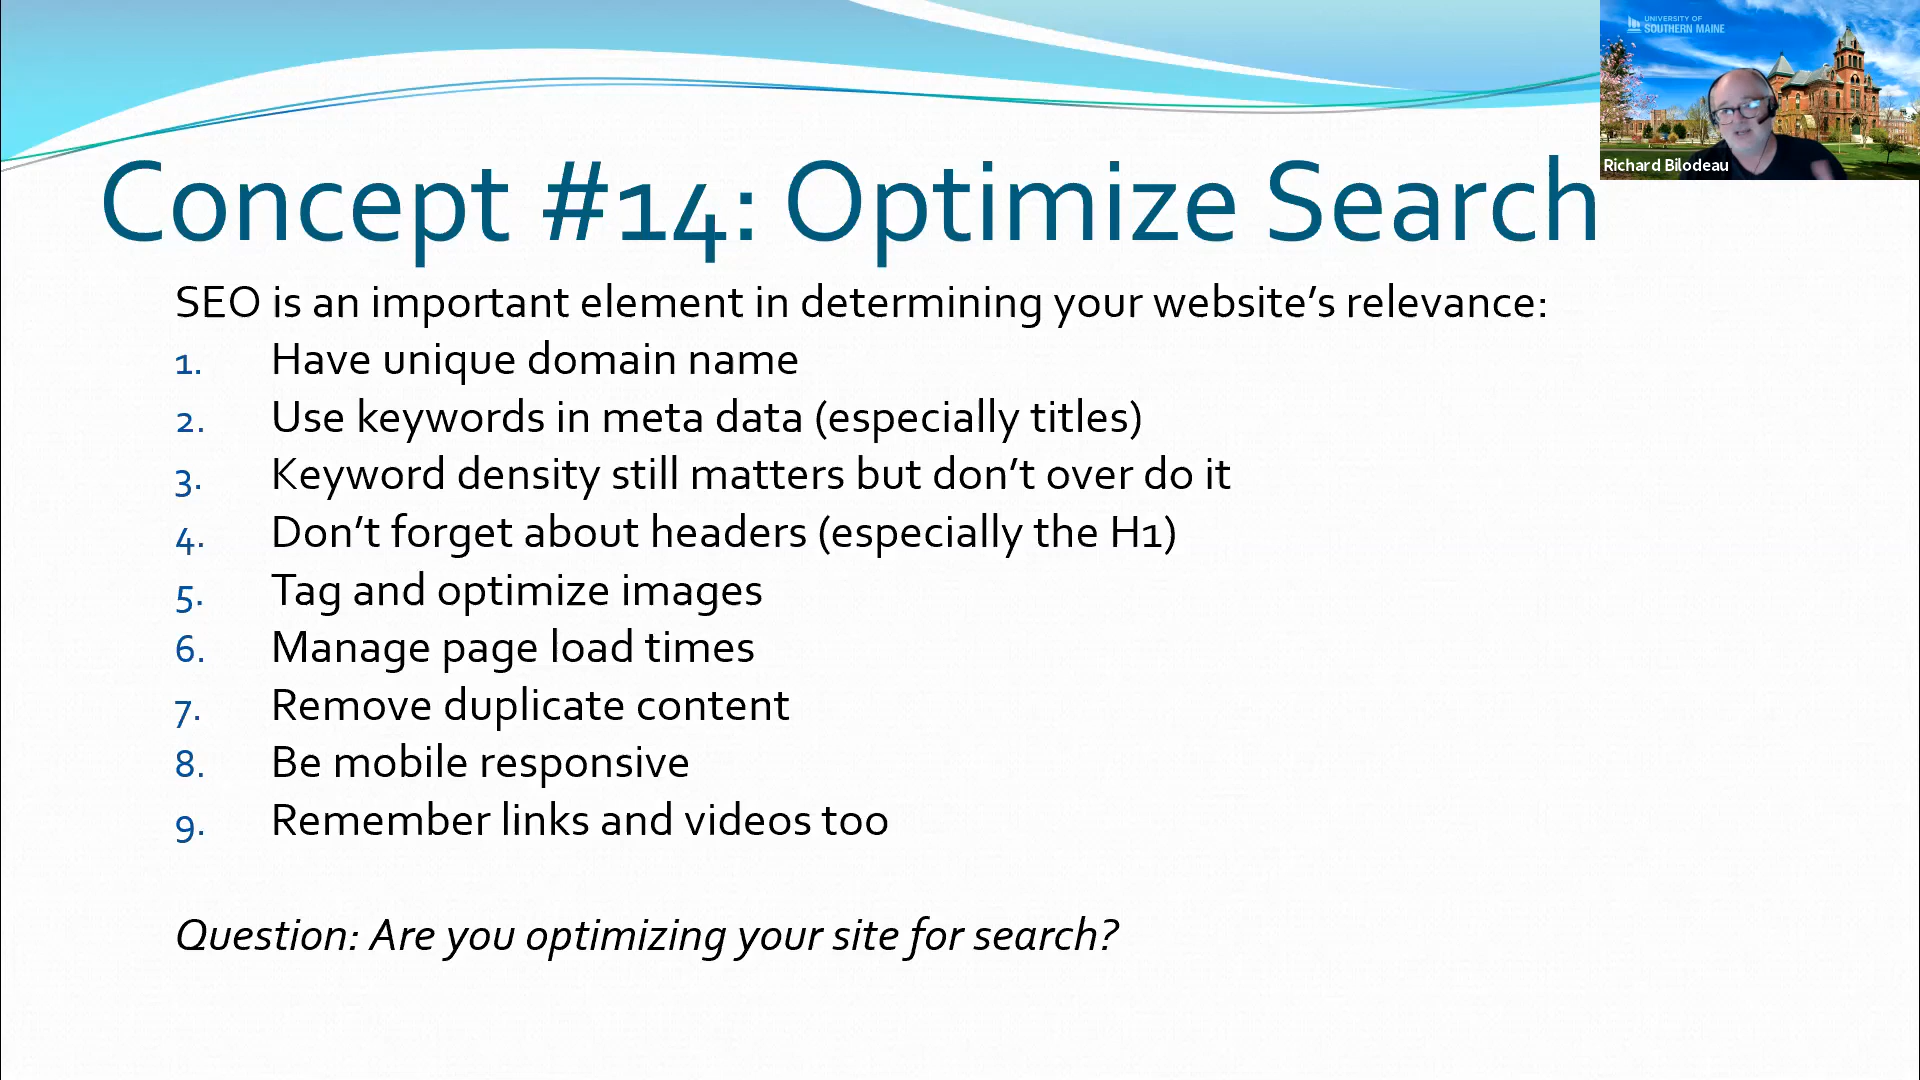 UNIVERSITY OF
SOUTHERN MAINE
Richard Bilodeau
Concept #14: Optimize Search
SEO is an important element in determining your website’s relevance:
1. Have unique domain name
2. Use keywords in meta data (especially titles)
3. Keyword density still matters but don’t over do it
4. Don’t forget about headers (especially the H1)
5. Tag and optimize images
6. Manage page load times
7. Remove duplicate content
8. Be mobile responsive
9. Remember links and videos too
Question: Are you optimizing your site for search?